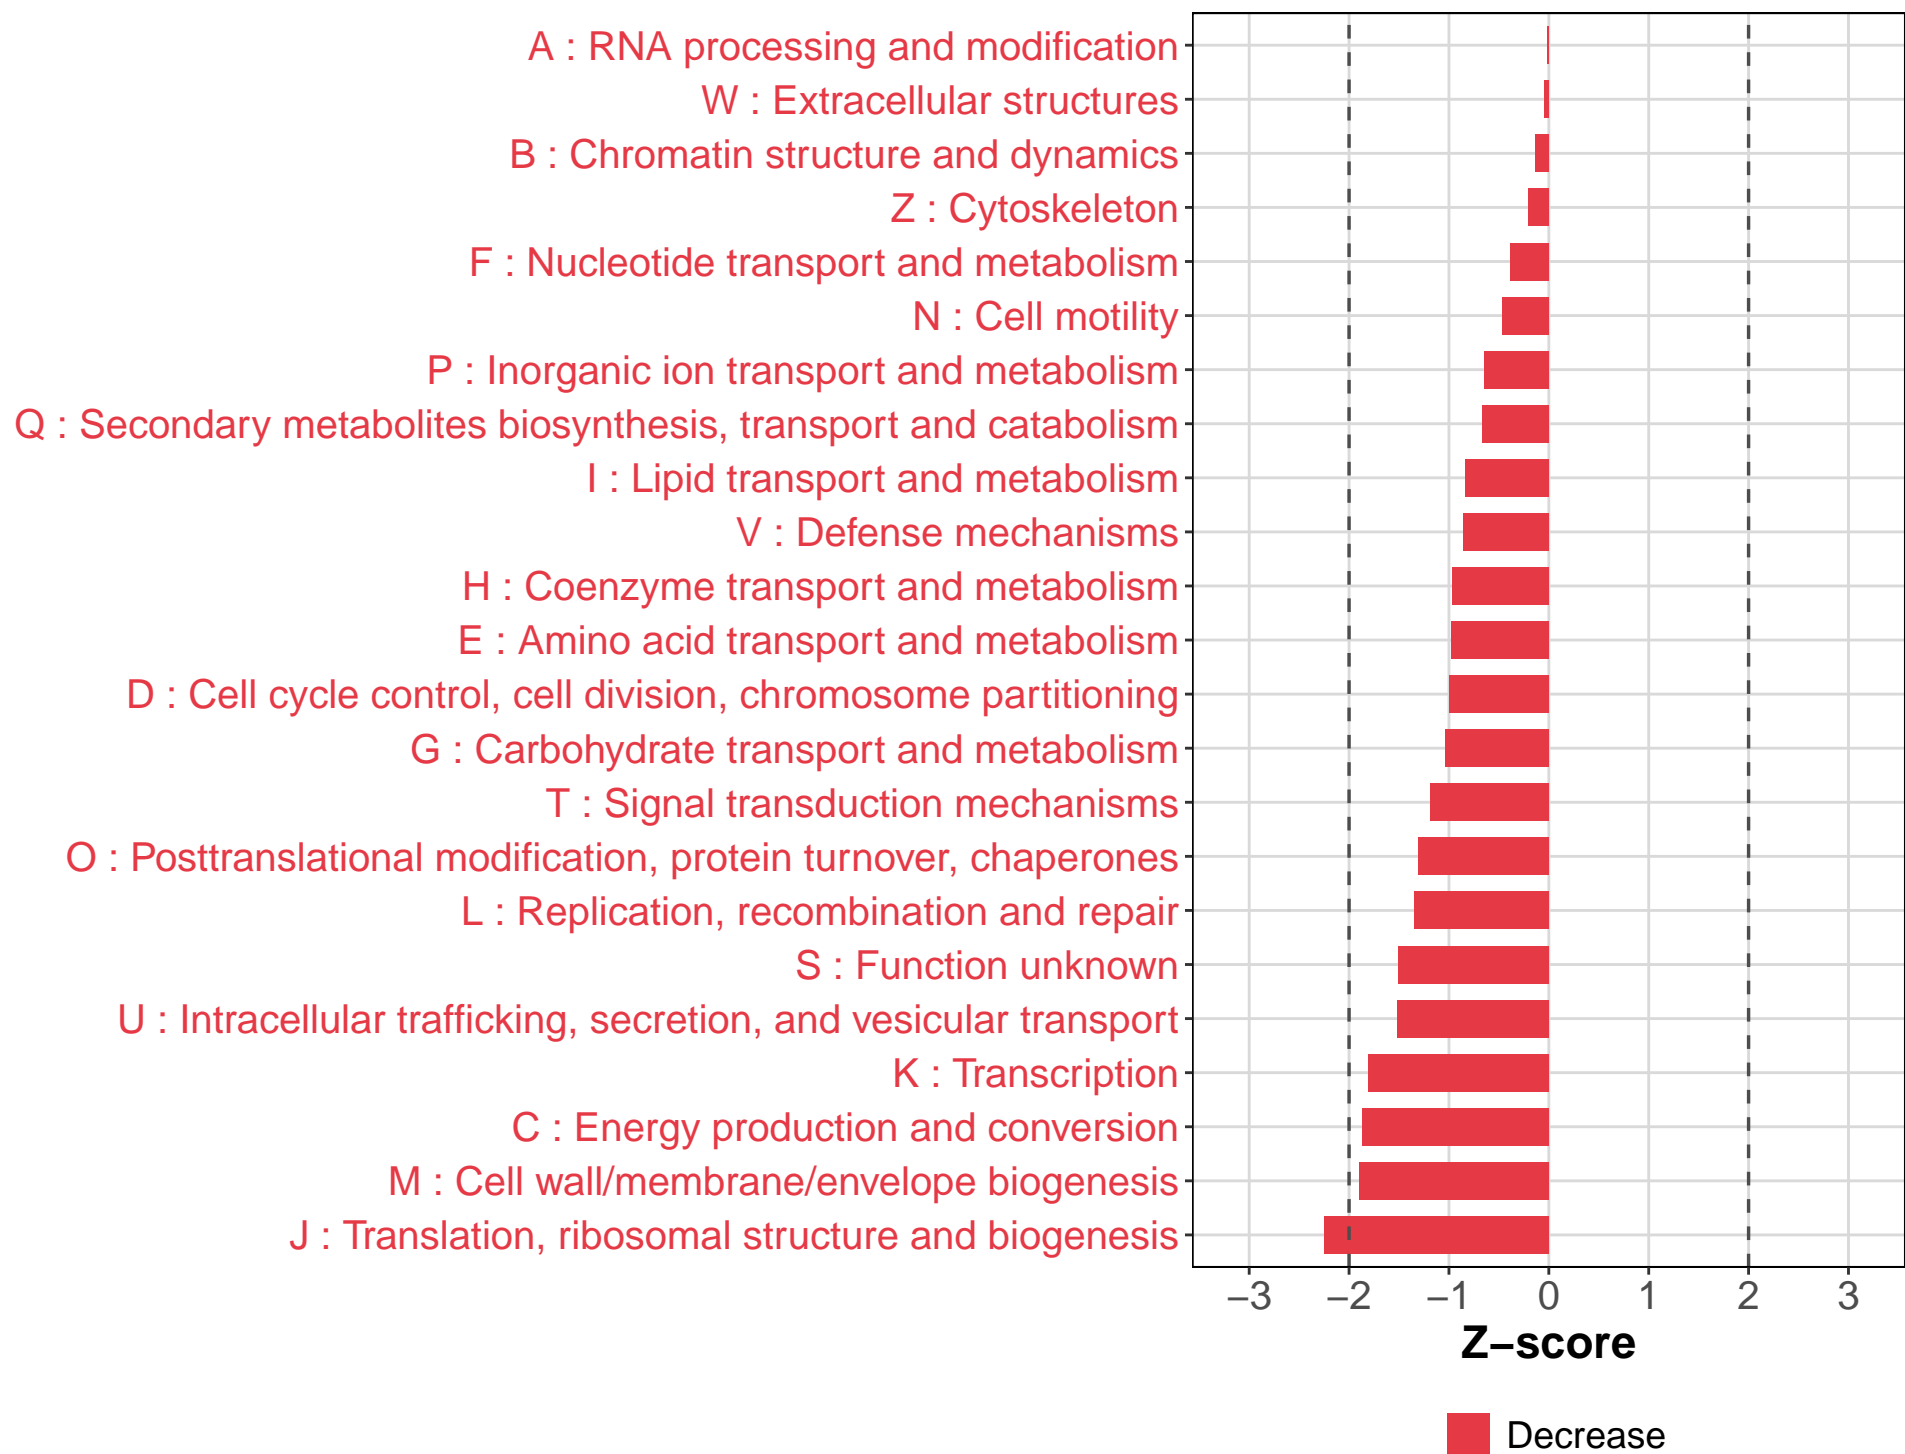 A : RNA processing and modification
W : Extracellular structures
B : Chromatin structure and dynamics
Z : Cytoskeleton
F : Nucleotide transport and metabolism
N : Cell motility
P : Inorganic ion transport and metabolism
Q : Secondary metabolites biosynthesis, transport and catabolism
I : Lipid transport and metabolism
V : Defense mechanisms
H : Coenzyme transport and metabolism
E : Amino acid transport and metabolism
D : Cell cycle control, cell division, chromosome partitioning
G : Carbohydrate transport and metabolism
T : Signal transduction mechanisms
O : Posttranslational modification, protein turnover, chaperones
L : Replication, recombination and repair
S : Function unknown
U : Intracellular trafficking, secretion, and vesicular transport
K : Transcription
C : Energy production and conversion
M : Cell wall/membrane/envelope biogenesis
J : Translation, ribosomal structure and biogenesis
−3 −2 −1 0 1 2 3
Z−score
Decrease